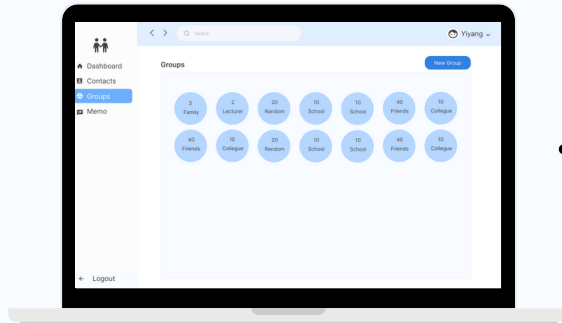 Search
Yiyang
Dashboard
Contacts
Groups
Memo
Logout
Groups
New Group
5
Family
2
Lecturer
20
Random
10
School
10
School
40
Friends
10
Collegue
40
Friends
10
Collegue
20
Random
10
School
10
School
40
Friends
10
Collegue